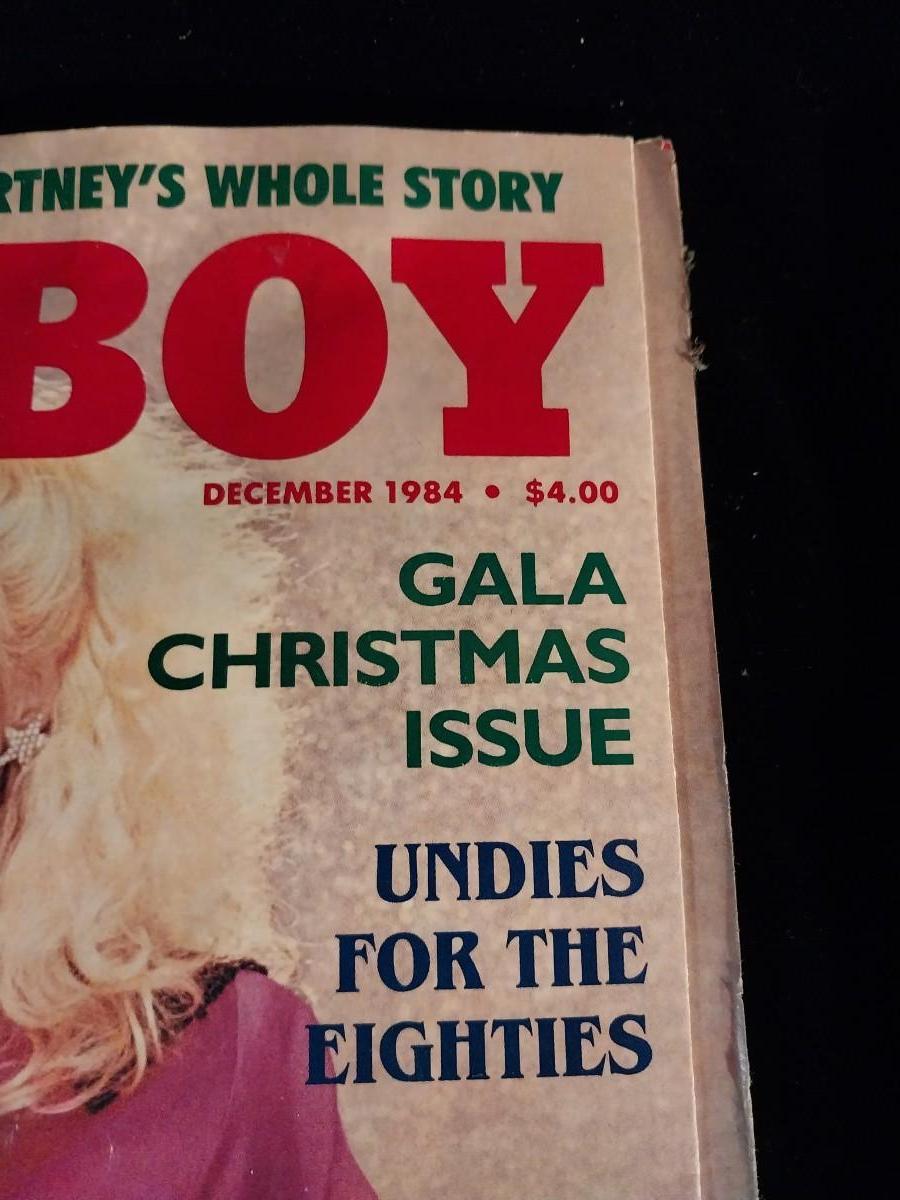 RTNEY'S WHOLE STORY
BOY
DECEMBER 1984 • $4.00
GALA
CHRISTMAS
ISSUE
UNDIES
FOR THE
EIGHTIES